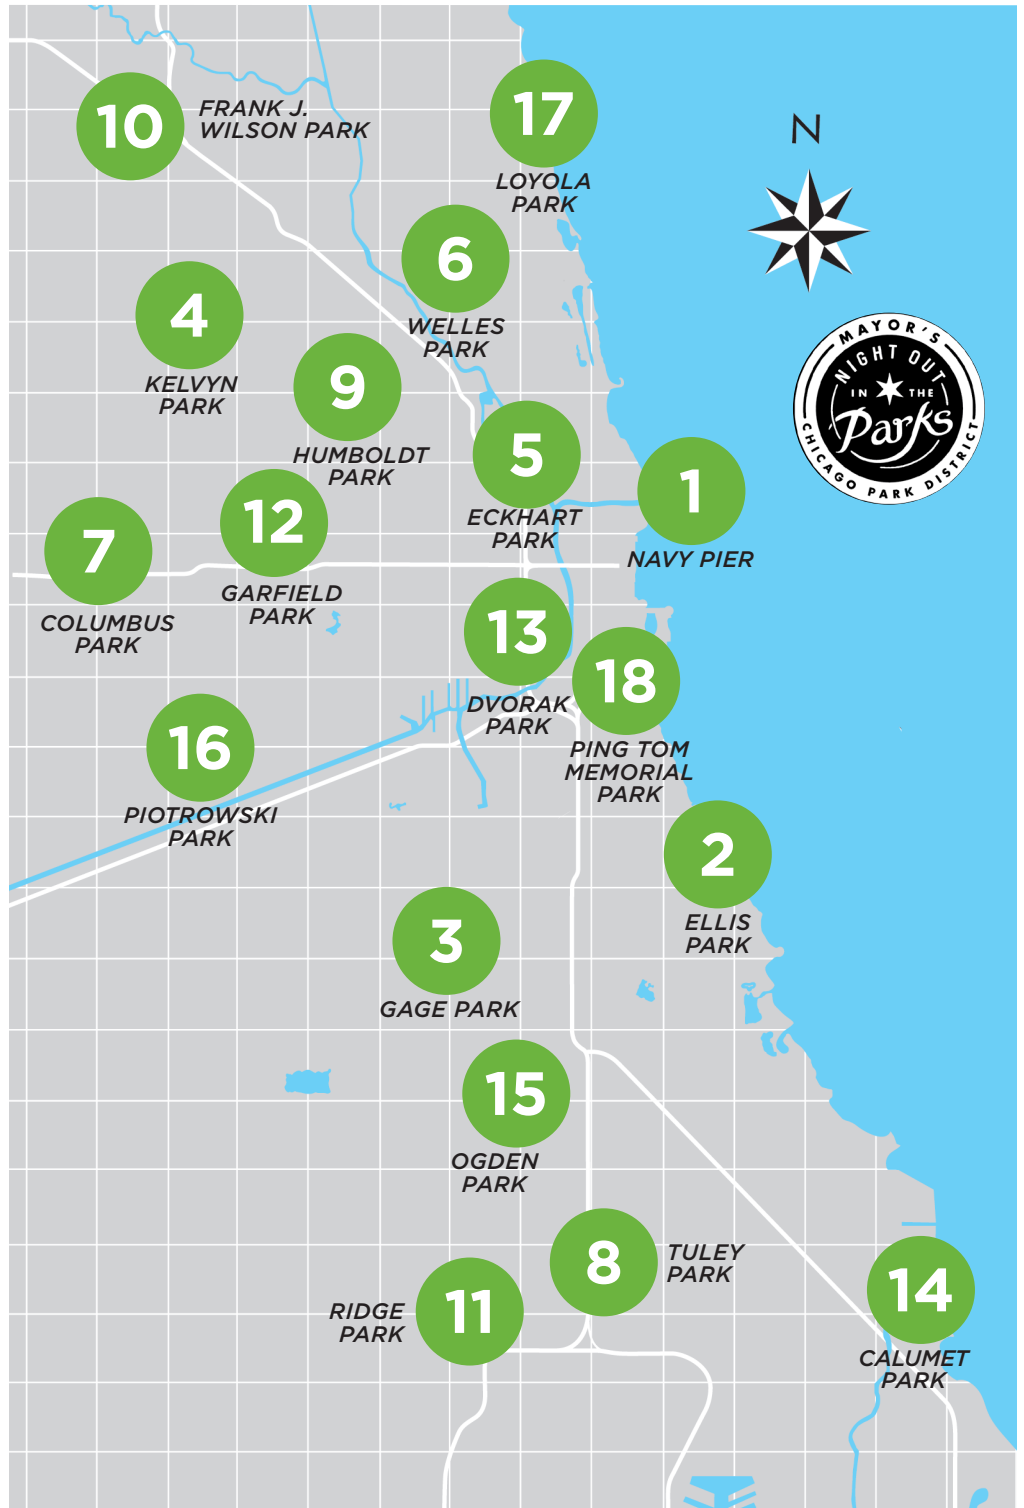 10
FRANK J.
WILSON PARK
17
LOYOLA
PARK
N
6
WELLES
PARK
4
KELVYN
PARK
9
HUMBOLDT
PARK
MAYOR'S
NIGHT OUT
IN THE
Parks
CHICAGO PARK DISTRICT
5
ECKHART
PARK
1
NAVY PIER
12
GARFIELD
PARK
7
COLUMBUS
PARK
13
DVORAK
PARK
18
PING TOM
MEMORIAL
PARK
16
PIOTROWSKI
PARK
2
ELLIS
PARK
3
GAGE PARK
15
OGDEN
PARK
8
TULEY
PARK
11
RIDGE
PARK
14
CALUMET
PARK